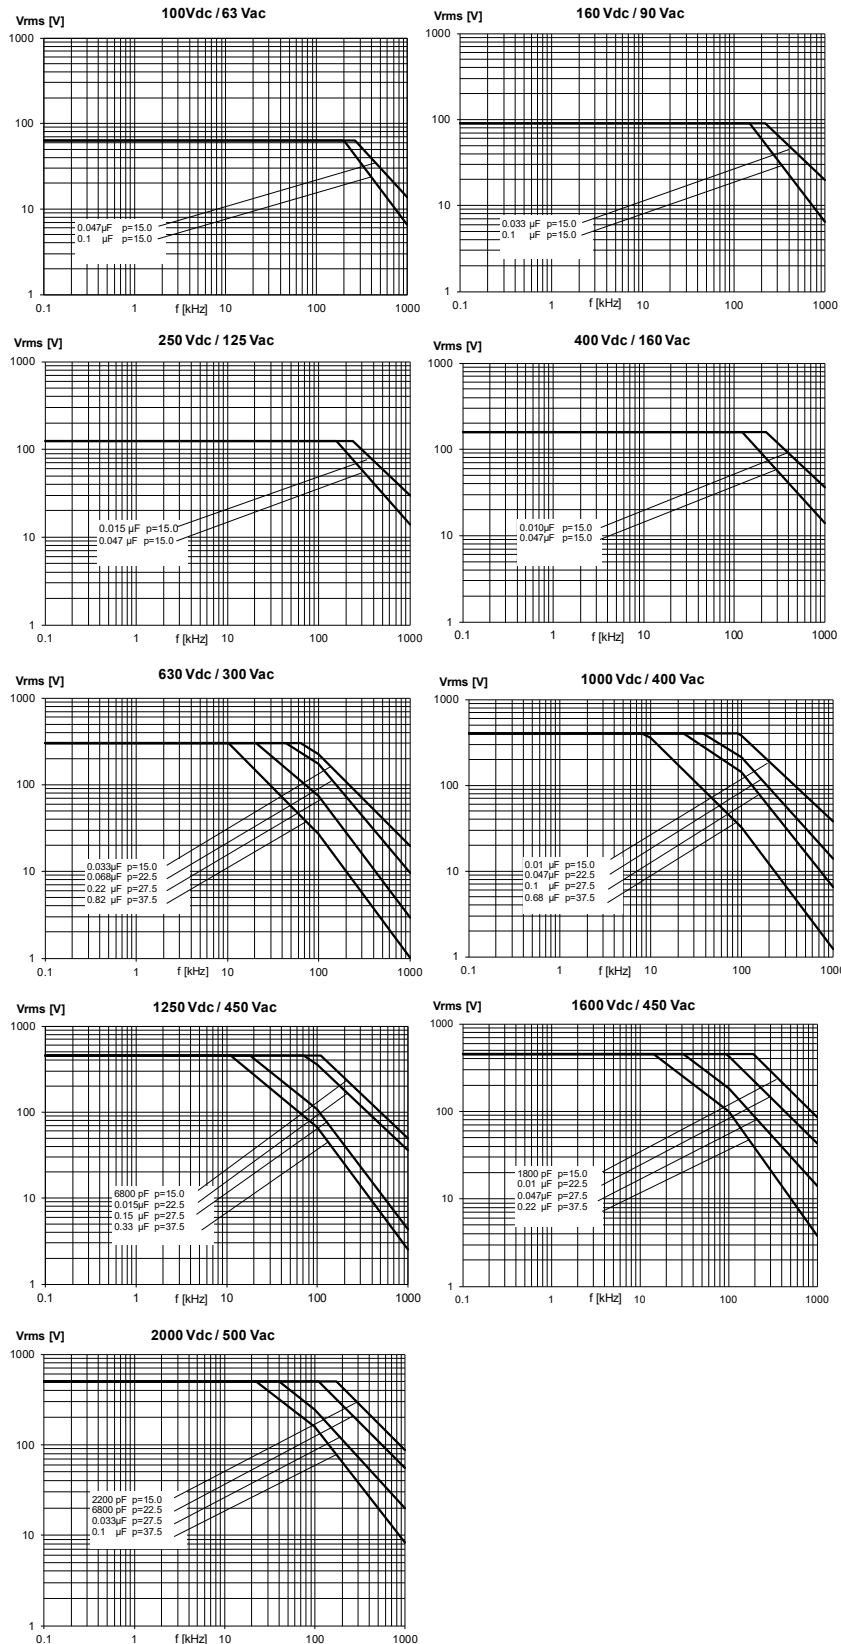 100Vdc / 63 Vac
Vrms [V]
1000
100
10
1
0.047µF p=15.0
0.1 µF p=15.0
0.1 1 10 100 1000
f [kHz]
160 Vdc / 90 Vac
Vrms [V]
1000
100
10
1
0.033 µF p=15.0
0.1 µF p=15.0
0.1 1 10 100 1000
f [kHz]
250 Vdc / 125 Vac
Vrms [V]
1000
100
10
1
0.015 µF p=15.0
0.047 µF p=15.0
0.1 1 10 100 1000
f [kHz]
400 Vdc / 160 Vac
Vrms [V]
1000
100
10
1
0.010µF p=15.0
0.047µF p=15.0
0.1 1 10 100 1000
f [kHz]
630 Vdc / 300 Vac
Vrms [V]
1000
100
10
1
0.033µF p=15.0
0.068µF p=22.5
0.22 µF p=27.5
0.82 µF p=37.5
0.1 1 10 100 1000
f [kHz]
1000 Vdc / 400 Vac
Vrms [V]
1000
100
10
1
0.01 µF p=15.0
0.047µF p=22.5
0.1 µF p=27.5
0.68 µF p=37.5
0.1 1 10 100 1000
f [kHz]
1250 Vdc / 450 Vac
Vrms [V]
1000
100
10
1
6800 pF p=15.0
0.015µF p=22.5
0.15 µF p=27.5
0.33 µF p=37.5
0.1 1 10 100 1000
f [kHz]
1600 Vdc / 450 Vac
Vrms [V]
1000
100
10
1
1800 pF p=15.0
0.01 µF p=22.5
0.047µF p=27.5
0.22 µF p=37.5
0.1 1 10 100 1000
f [kHz]
2000 Vdc / 500 Vac
Vrms [V]
1000
100
10
1
2200 pF p=15.0
6800 pF p=22.5
0.033µF p=27.5
0.1 µF p=37.5
0.1 1 10 100 1000
f [kHz]